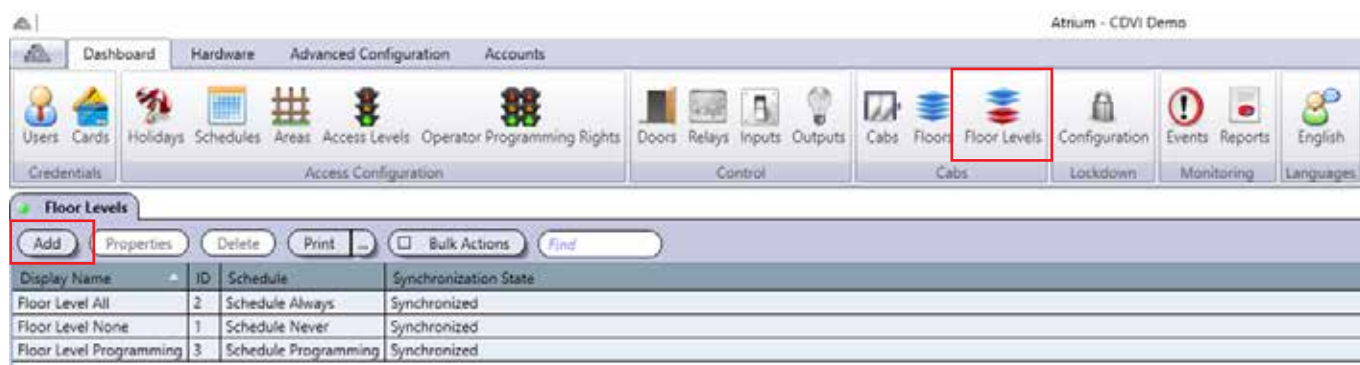 Atrium - CDVI Demo
Dashboard Hardware Advanced Configuration Accounts
Users Cards Holidays Schedules Areas Access Levels Operator Programming Rights Doors Relays Inputs Outputs Cabs Floors Floor Levels Configuration Events Reports English
Credentials Access Configuration Control Cabs Lockdown Monitoring Languages
Floor Levels
Add Properties Delete Print ... Bulk Actions Find
Display Name ID Schedule Synchronization State
Floor Level All 2 Schedule Always Synchronized
Floor Level None 1 Schedule Never Synchronized
Floor Level Programming 3 Schedule Programming Synchronized